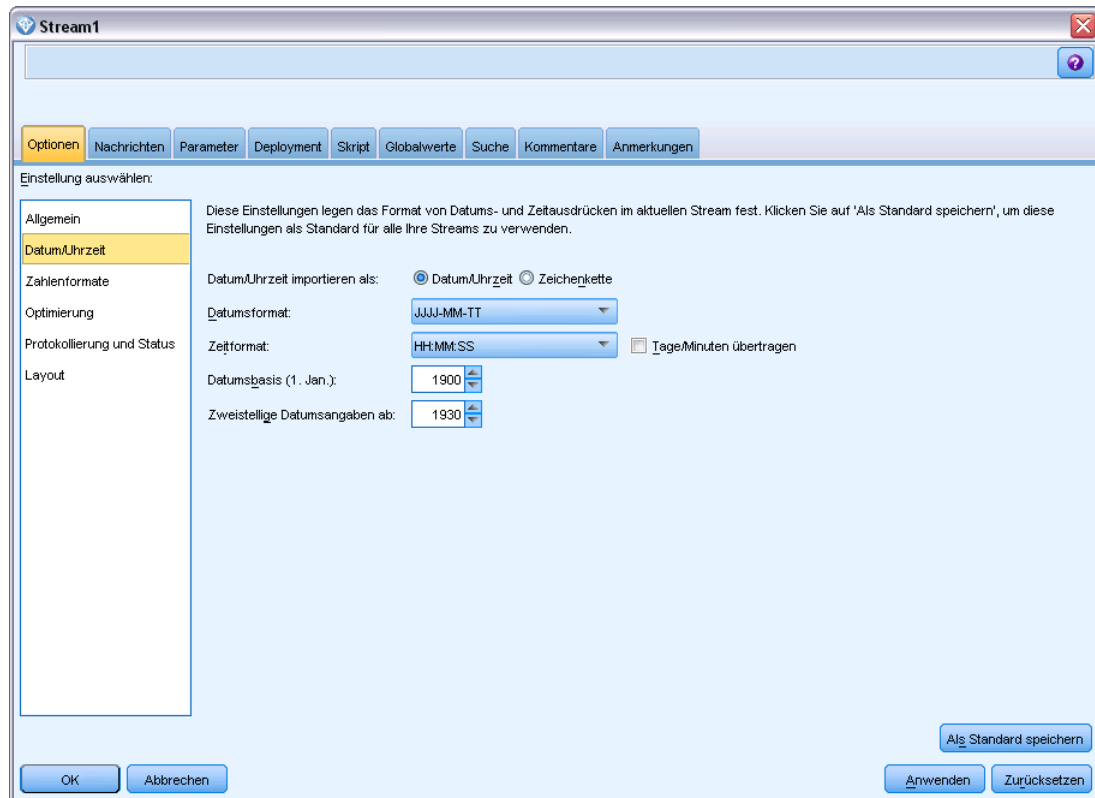 Stream1
Optionen Nachrichten Parameter Deployment Skript Globalwerte Suche Kommentare Anmerkungen
Einstellung auswählen:
Allgemein
Datum/Uhrzeit
Zahlenformate
Optimierung
Protokollierung und Status
Layout
Diese Einstellungen legen das Format von Datums- und Zeitausdrücken im aktuellen Stream fest. Klicken Sie auf 'Als Standard speichern', um diese
Einstellungen als Standard für alle Ihre Streams zu verwenden.
Datum/Uhrzeit importieren als: Datum/Uhrzeit Zeichenkette
Datumsformat: JJJJ-MM-TT
Zeitformat: HH:MM:SS Tage/Minuten übertragen
Datumsbasis (1. Jan.): 1900
Zweistellige Datumsangaben ab: 1930
Als Standard speichern
OK Abbrechen Anwenden Zurücksetzen